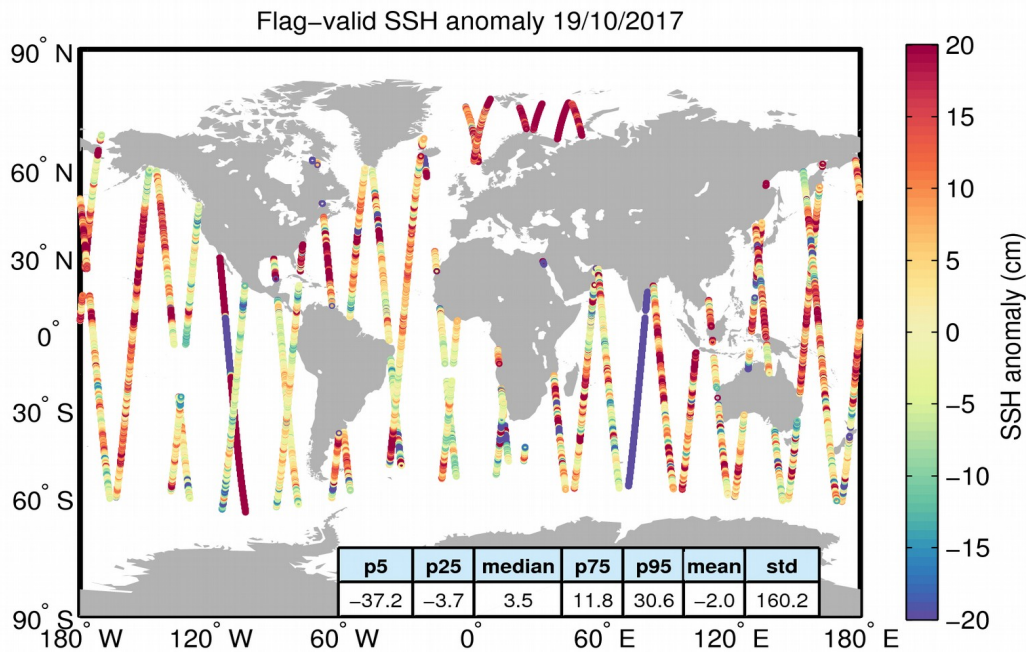 Flag−valid SSH anomaly 19/10/2017
90° N
60° N
30° N
0°
30° S
60° S
90° S
180° W
120° W
60° W
0°
60° E
120° E
180° E
p5 p25 median p75 p95 mean std
−37.2 −3.7 3.5 11.8 30.6 −2.0 160.2
20
15
10
5
0
−5
−10
−15
−20
SSH anomaly (cm)